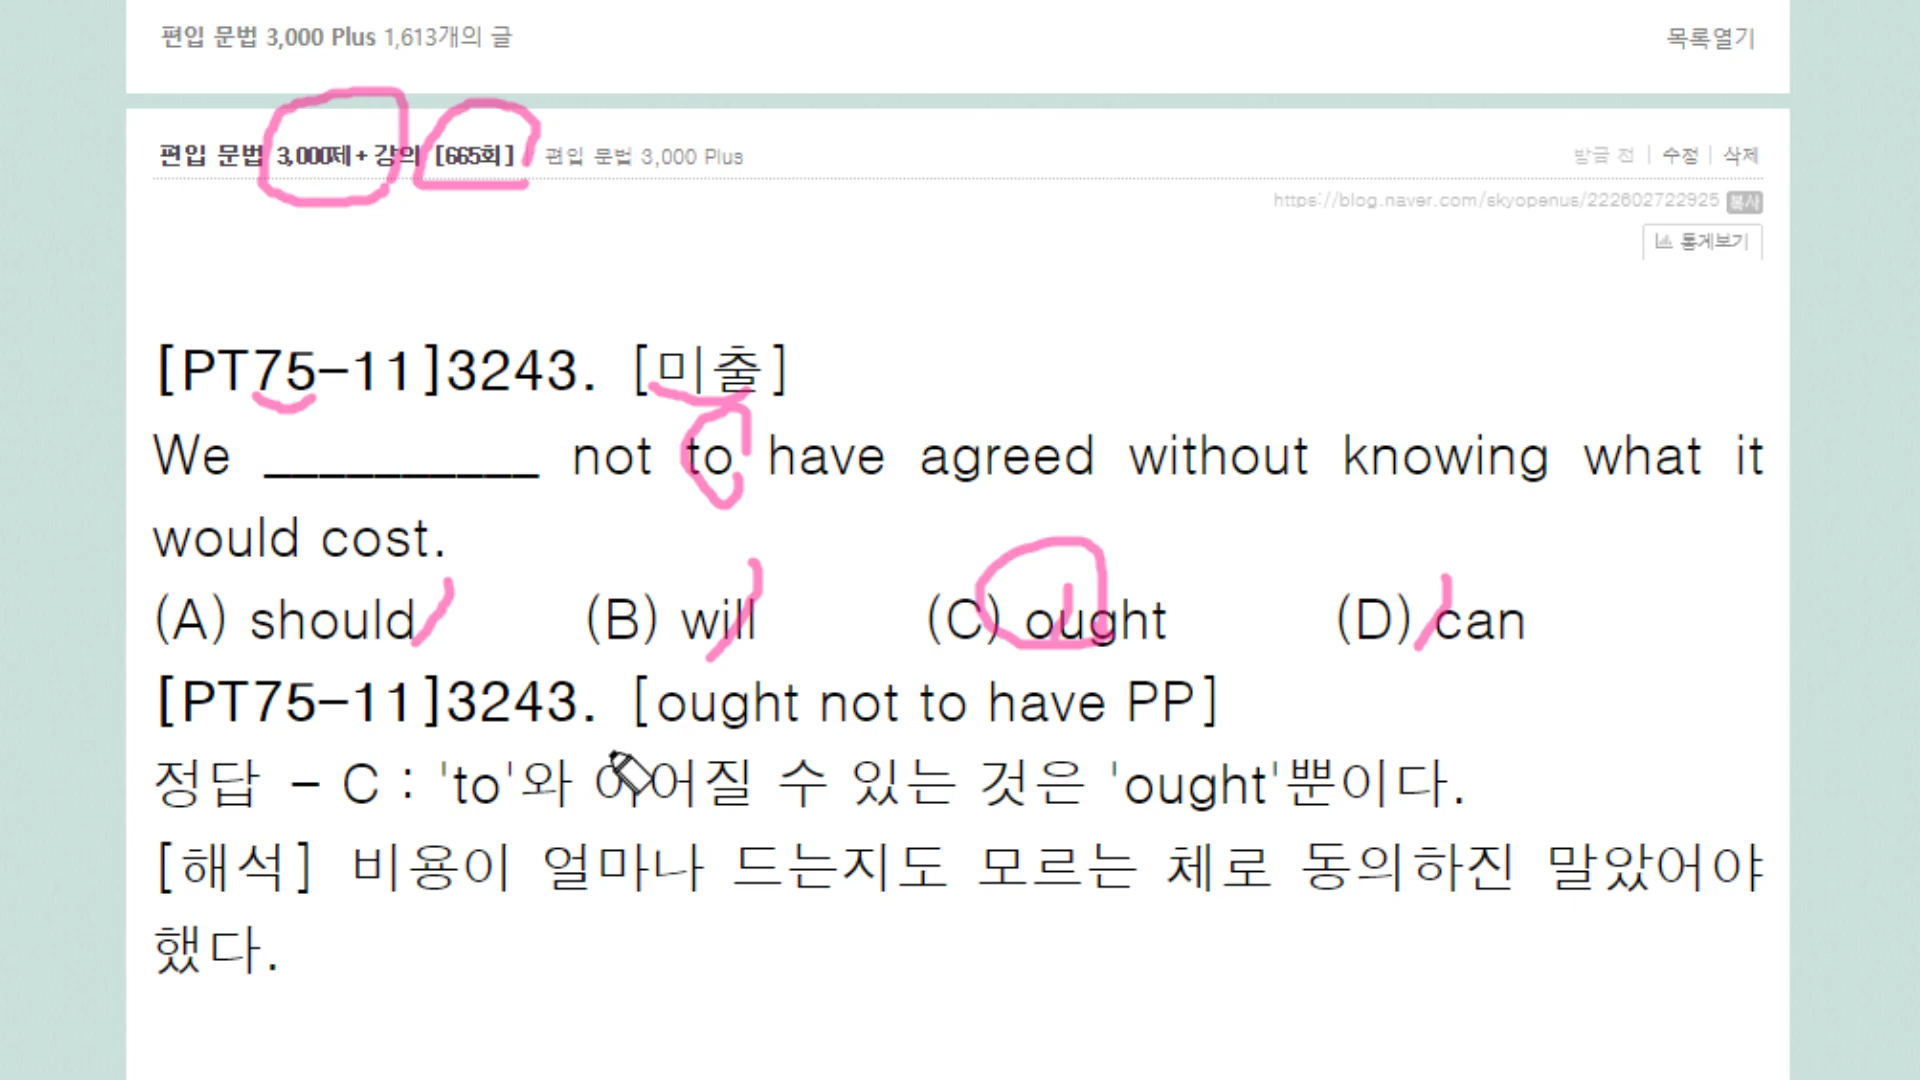 편입 문법 3,000 Plus 1,613개의 글
목록열기
편입 문법 3,000제+ 강의 [665회] | 편입 문법 3,000 Plus
방금 전 | 수정 | 삭제
https://blog.naver.com/skyopenus/222602722925 복사
통계보기
[PT75-11]3243. [미출]
We __________ not to have agreed without knowing what it
would cost.
(A) should (B) will (C) ought (D) can
[PT75-11]3243. [ought not to have PP]
정답 - C : 'to'와 이어질 수 있는 것은 'ought'뿐이다.
[해석] 비용이 얼마나 드는지도 모르는 체로 동의하진 말았어야
했다.